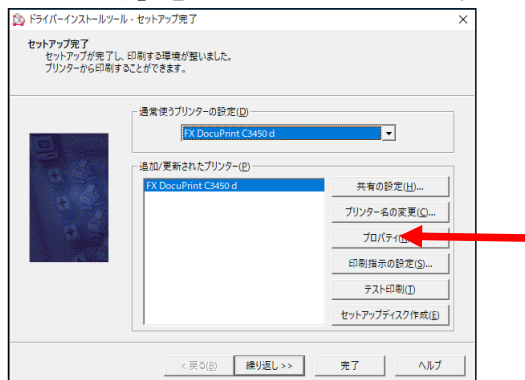 ドライバーインストールツール - セットアップ完了
セットアップ完了
セットアップが完了し、印刷する環境が整いました。
プリンターから印刷することができます。
通常使うプリンターの設定(D)
FX DocuPrint C3450 d
追加/更新されたプリンター(P)
FX DocuPrint C3450 d
共有の設定(H)...
プリンター名の変更(C)...
プロパティ
印刷指示の設定(S)...
テスト印刷(T)
セットアップディスク作成(E)
< 戻る(B)
繰り返し >>
完了
ヘルプ